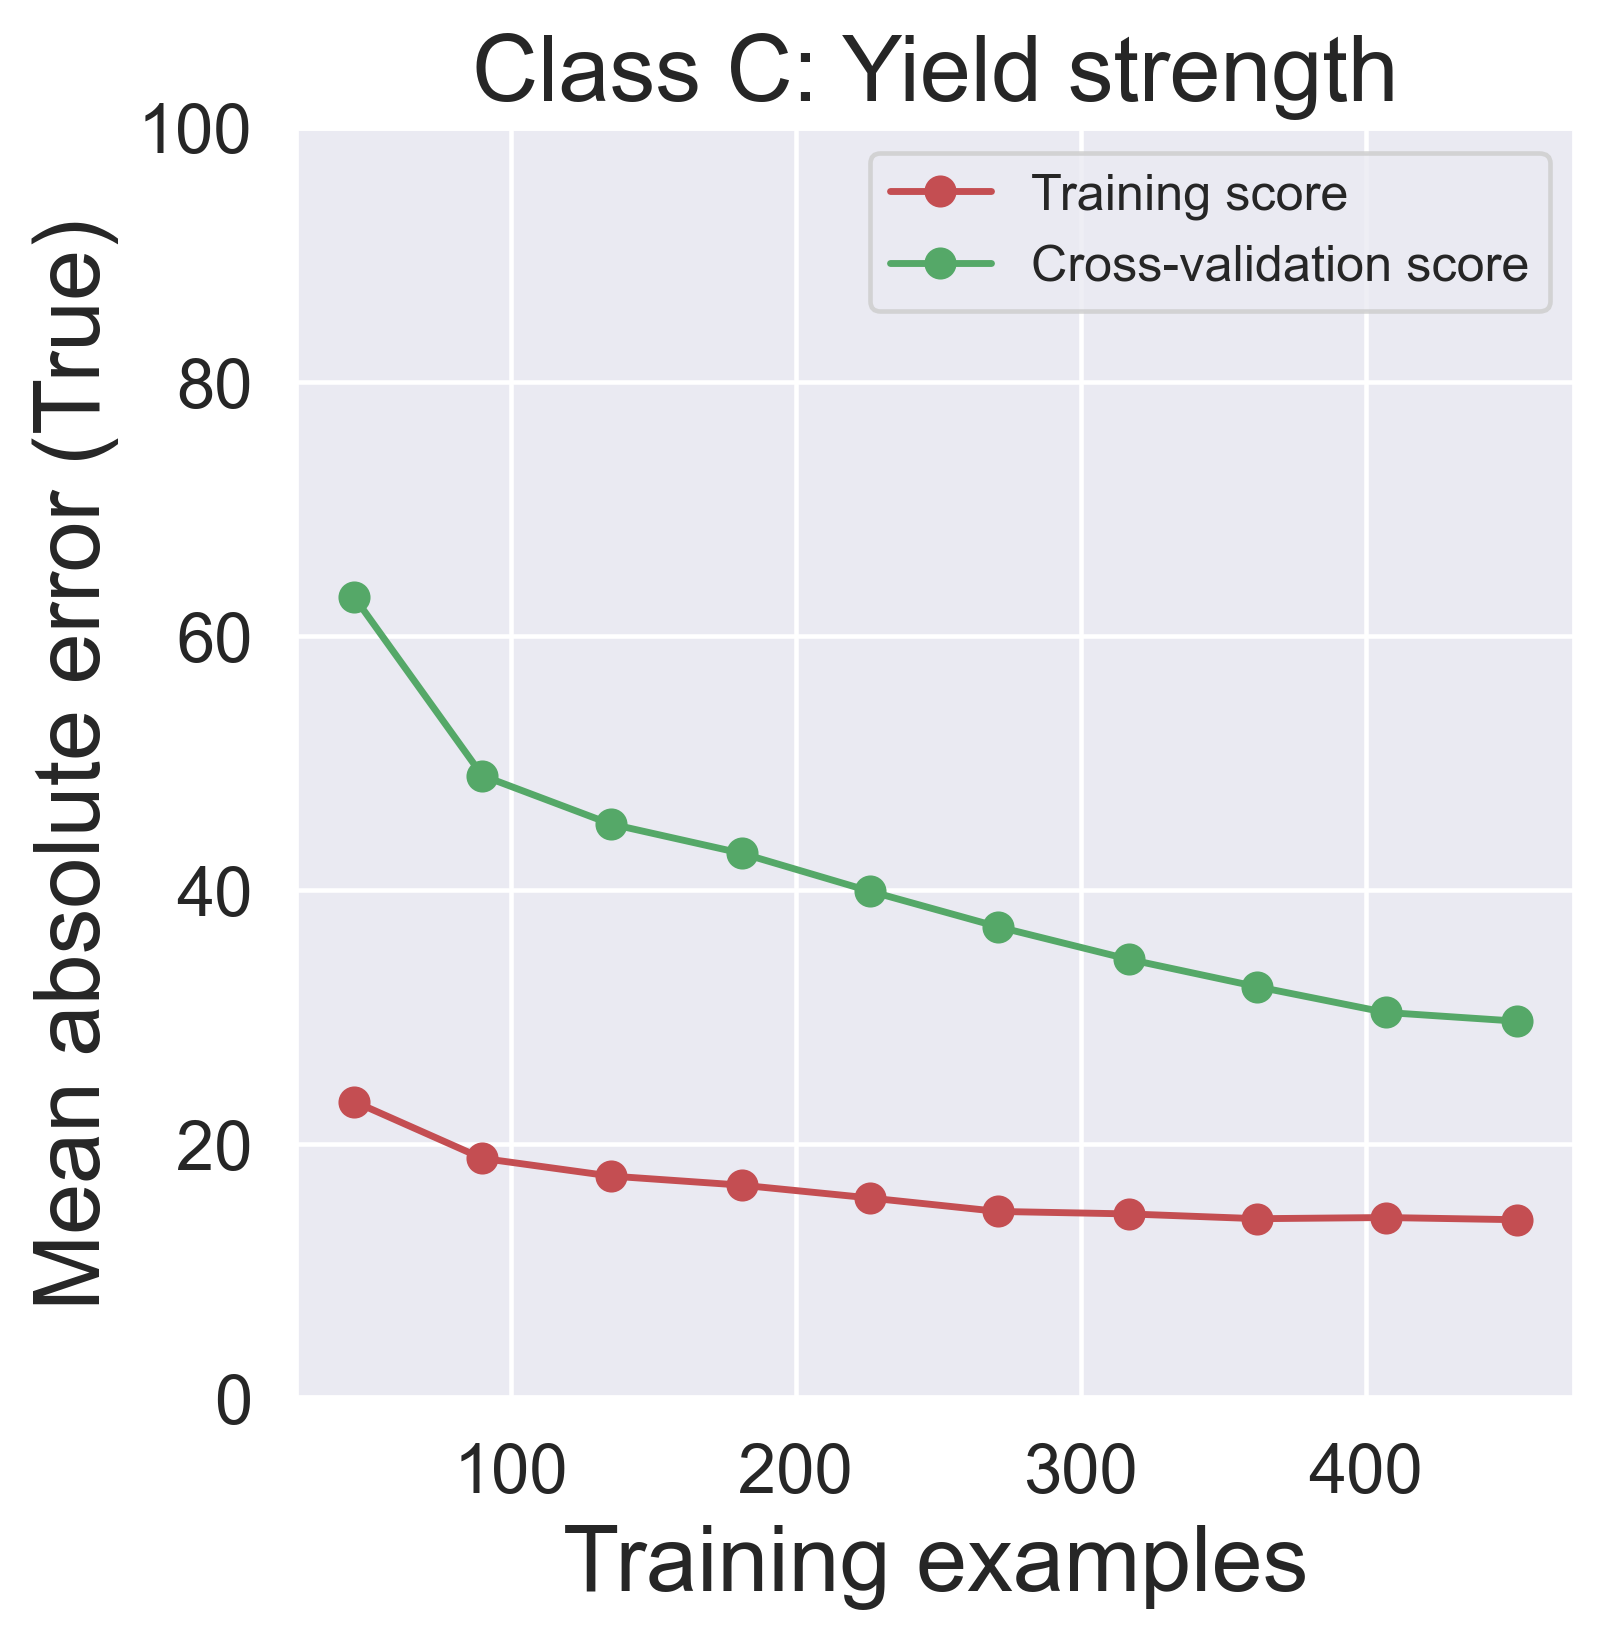 Class C: Yield strength
100
80
60
40
20
0
Mean absolute error (True)
Training score
Cross-validation score
100 200 300 400
Training examples